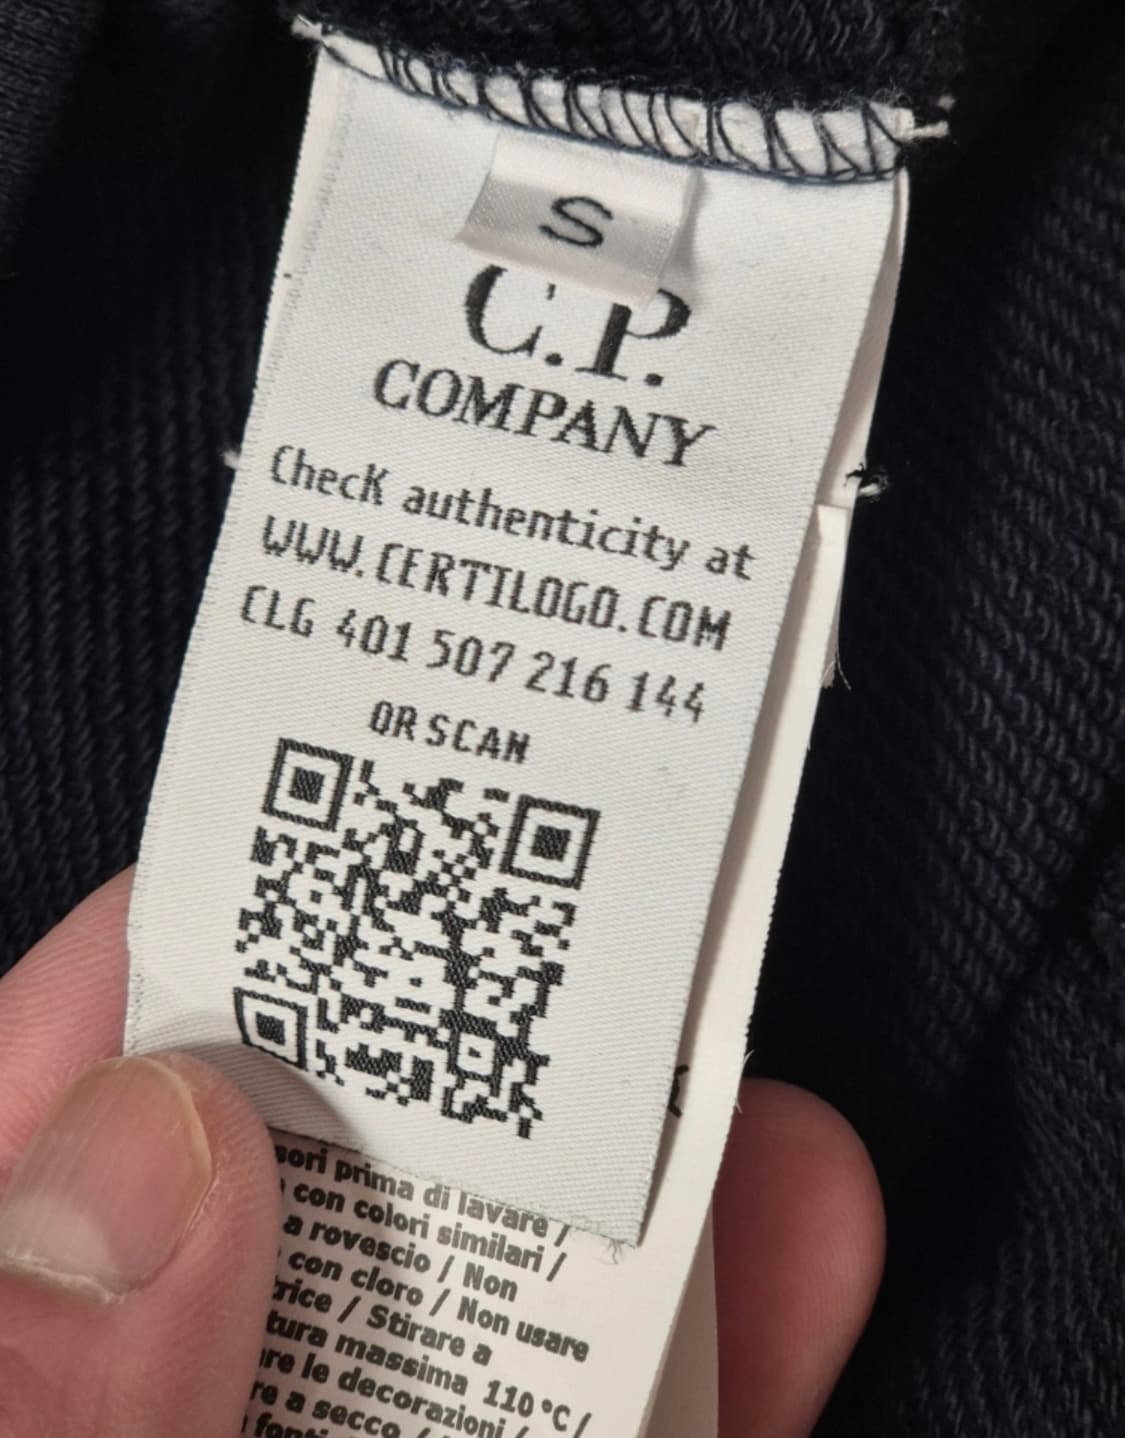 S
C.P.
COMPANY
Check authenticity at
WWW.CERTILOGO.COM
CLG 401 507 216 144
OR SCAN
prima di lavare /
con colori similari /
a rovescio / Non
con cloro / Non usare
/ Stirare a
massima 110 °C /
le decorazioni /
a secco /